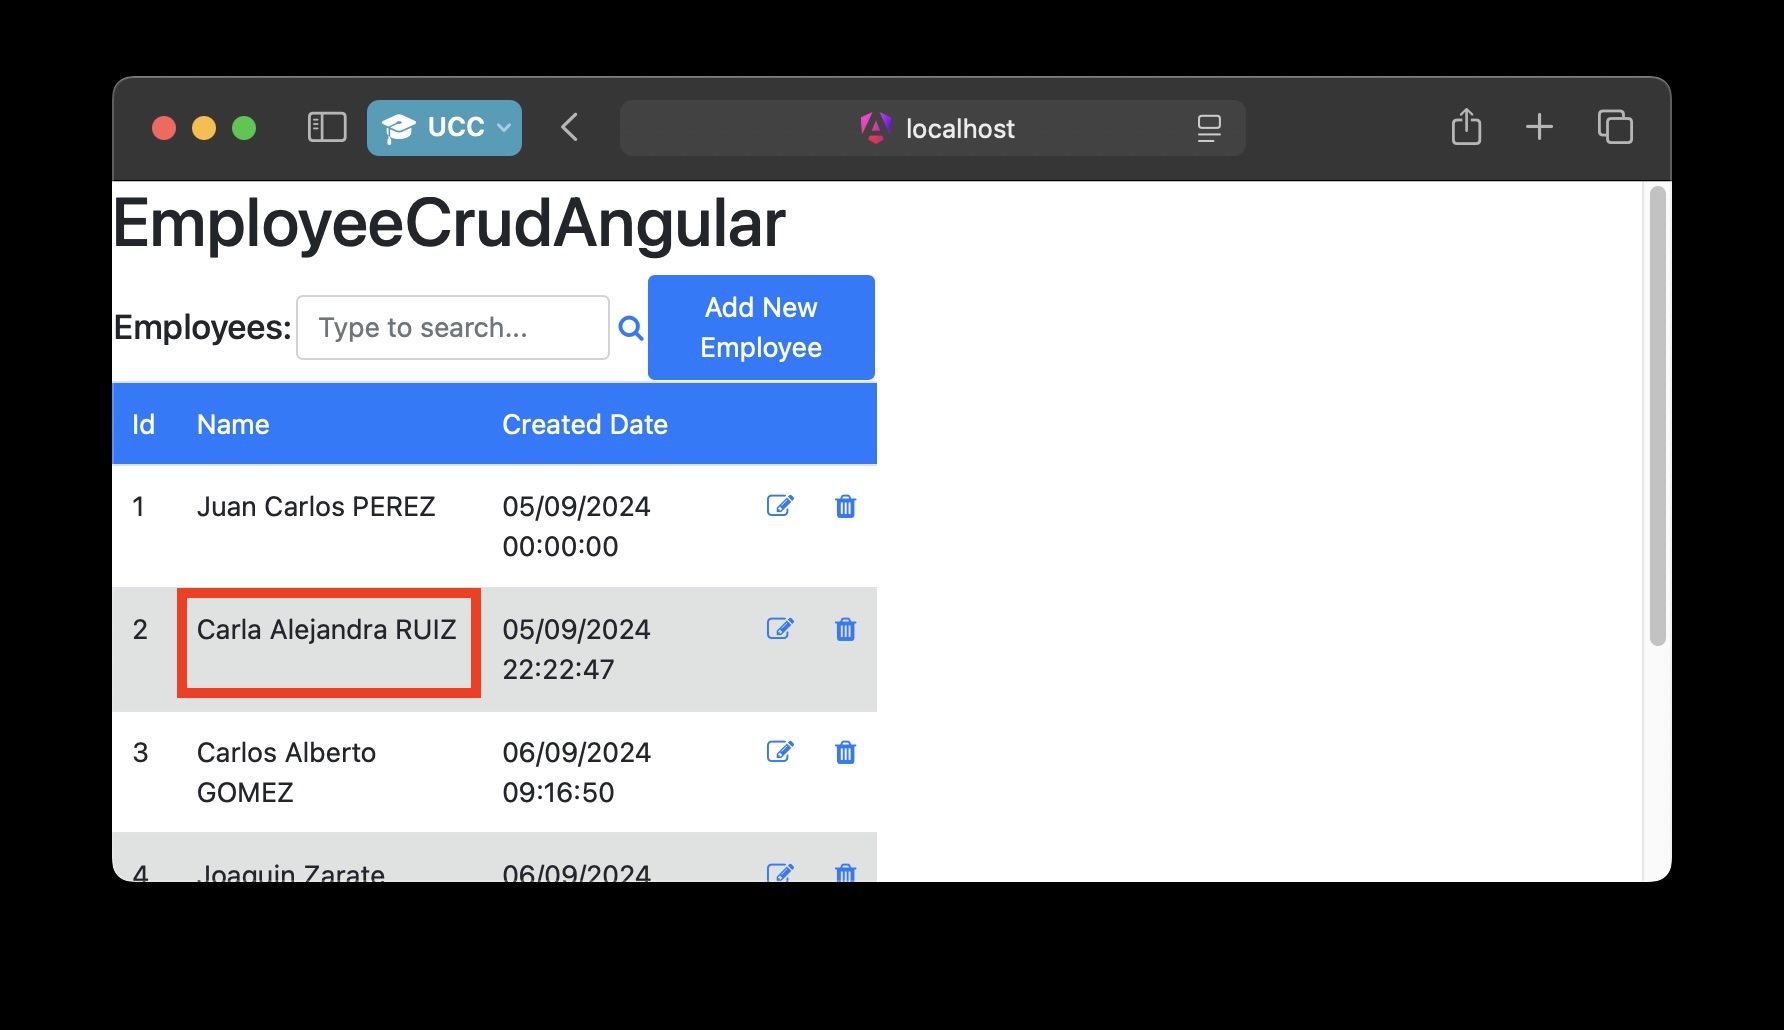 UCC
localhost
EmployeeCrudAngular
Employees: Type to search...
Add New
Employee
Id Name Created Date
1 Juan Carlos PEREZ 05/09/2024
00:00:00
2 Carla Alejandra RUIZ 05/09/2024
22:22:47
3 Carlos Alberto 06/09/2024
GOMEZ 09:16:50
4 Joaquin Zarate 06/09/2024